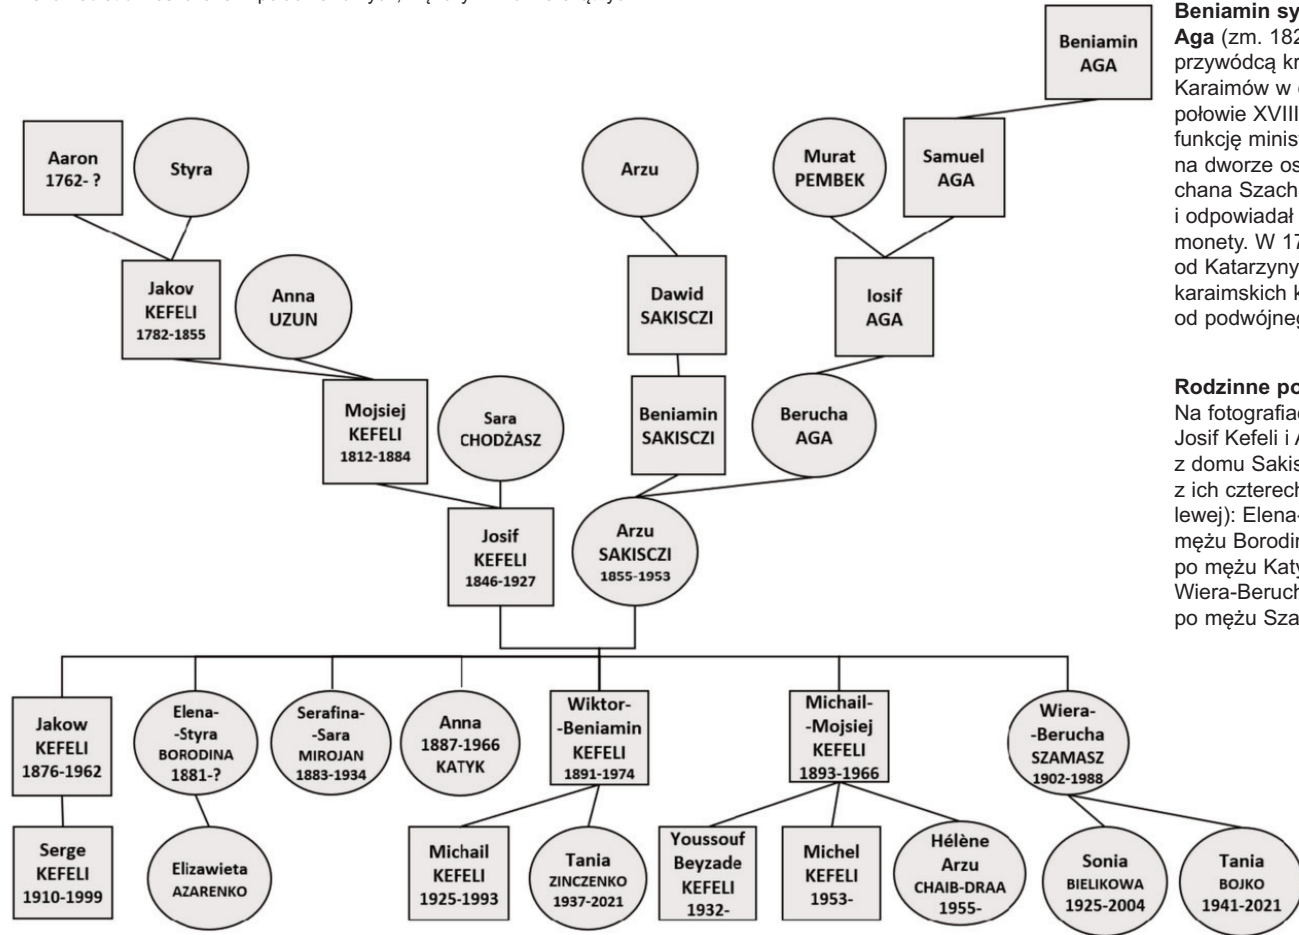 Beniamin
AGA
Aaron
1762- ?
Styra
Arzu
Murat
PEMBEK
Samuel
AGA
Jakov
KEFELI
1782-1855
Anna
UZUN
Dawid
SAKISCZI
Iosif
AGA
Mojsiej
KEFELI
1812-1884
Sara
CHODŻASZ
Beniamin
SAKISCZI
Berucha
AGA
Josif
KEFELI
1846-1927
Arzu
SAKISCZI
1855-1953
Jakow
KEFELI
1876-1962
Elena-
-Styra
BORODINA
1881-?
Serafina-
-Sara
MIROJAN
1883-1934
Anna
1887-1966
KATYK
Wiktor-
-Beniamin
KEFELI
1891-1974
Michail-
-Mojsiej
KEFELI
1893-1966
Wiera-
-Berucha
SZAMASZ
1902-1988
Serge
KEFELI
1910-1999
Elizawieta
AZARENKO
Michail
KEFELI
1925-1993
Tania
ZINCZENKO
1937-2021
Youssouf
Beyzade
KEFELI
1932-
Michel
KEFELI
1953-
Hélène
Arzu
CHAIB-DRAA
1955-
Sonia
BIELIKOWA
1925-2004
Tania
BOJKO
1941-2021
Beniamin sy
Aga (zm. 182
przywódcą kr
Karaimów w
połowie XVIII
funkcję minis
na dworze os
chana Szach
i odpowiadał
monety. W 17
od Katarzyny
karaimskich k
od podwójneg
Rodzinne po
Na fotografiac
Josif Kefeli i A
z domu Sakis
z ich czterech
lewej): Elena-
mężu Borodin
po mężu Katy
Wiera-Beruch
po mężu Sza